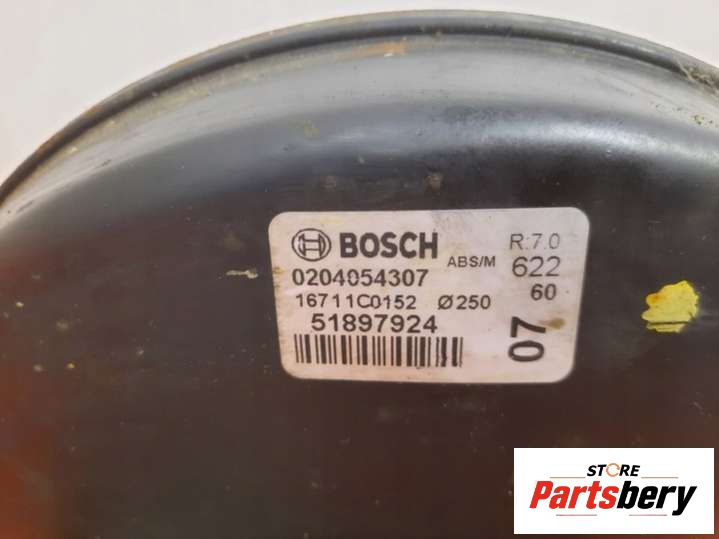 BOSCH
ABS/M
R:7.0
0204054307
622
16711C0152 Ø250
60
51897924
07
STORE
Partsbery